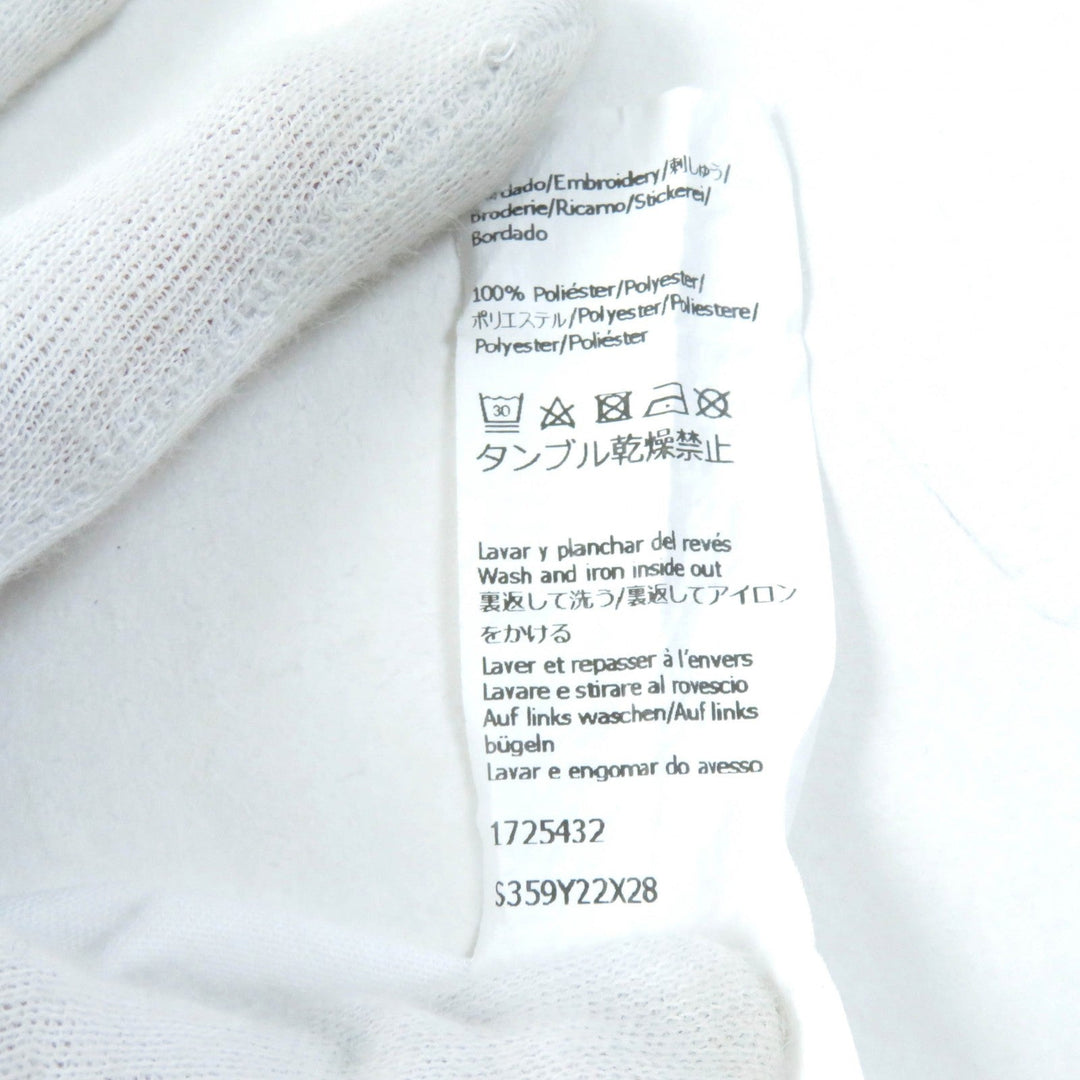 Bordado/Embroidery/刺しゅう/
Broderie/Ricamo/Stickerei/
Bordado
100% Poliéster/Polyester/
ポリエステル/Polyester/Poliestere/
Polyester/Poliéster
30
タンブル乾燥禁止
Lavar y planchar del revés
Wash and iron inside out
裏返して洗う/裏返してアイロン
をかける
Laver et repasser à l'envers
Lavare e stirare al rovescio
Auf links waschen/Auf links
bügeln
Lavar e engomar do avesso
1725432
S359Y22X28